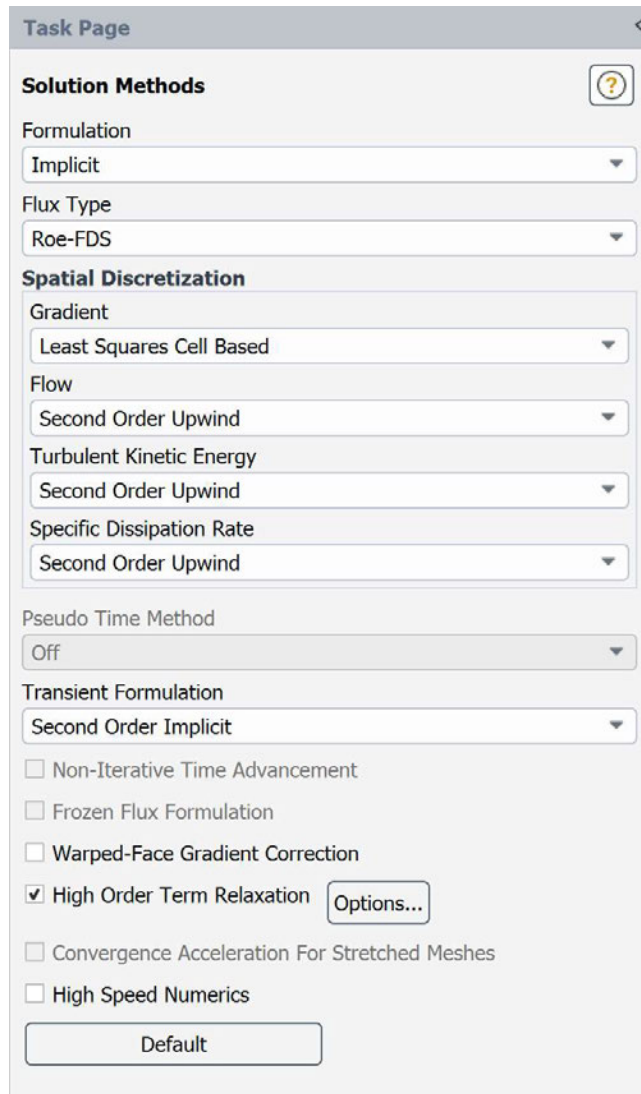 Task Page
Solution Methods
?
Formulation
Implicit
Flux Type
Roe-FDS
Spatial Discretization
Gradient
Least Squares Cell Based
Flow
Second Order Upwind
Turbulent Kinetic Energy
Second Order Upwind
Specific Dissipation Rate
Second Order Upwind
Pseudo Time Method
Off
Transient Formulation
Second Order Implicit
Non-Iterative Time Advancement
Frozen Flux Formulation
Warped-Face Gradient Correction
High Order Term Relaxation Options...
Convergence Acceleration For Stretched Meshes
High Speed Numerics
Default